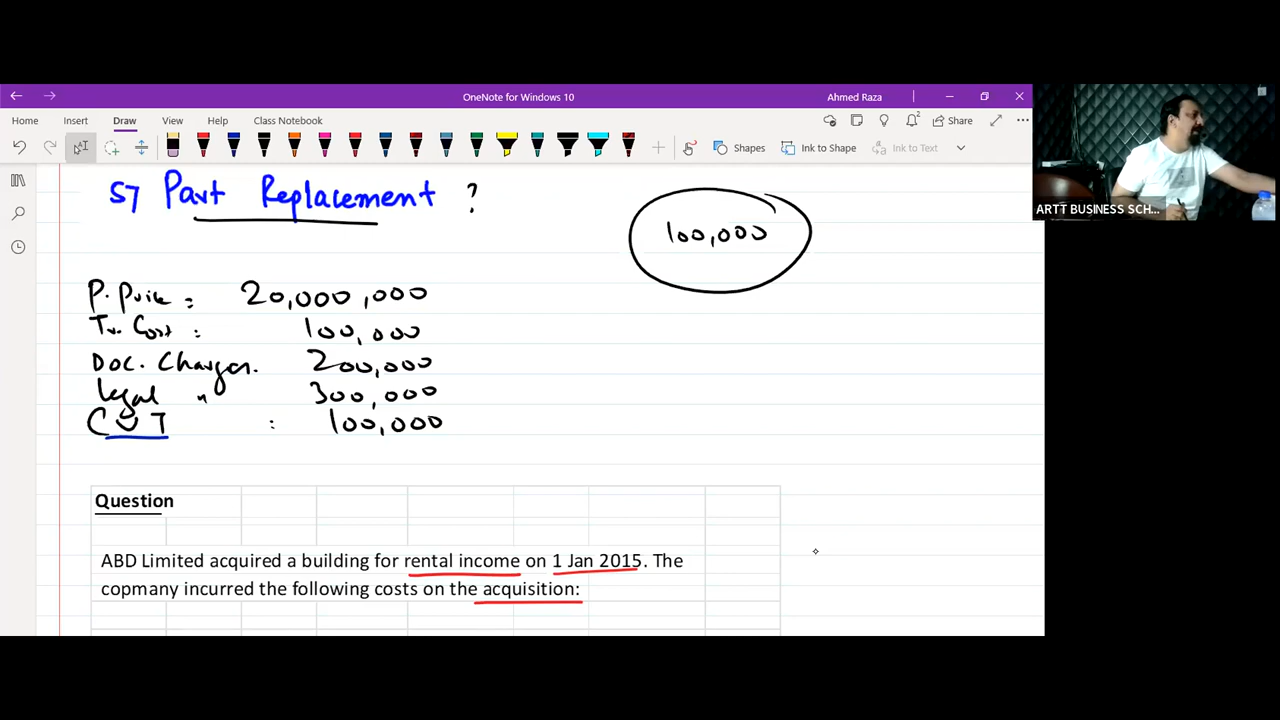 OneNote for Windows 10
Ahmed Raza
Home Insert Draw View Help Class Notebook
Share
Shapes
Ink to Shape
Ink to Text
ARTT BUSINESS SCH...
5) Part Replacement ?
100,000
P. Price = 20,000,000
Tr. Cost : 100,000
Doc. Charges. 200,000
legal " 300,000
CVT : 100,000
Question
ABD Limited acquired a building for rental income on 1 Jan 2015. The
copmany incurred the following costs on the acquisition: